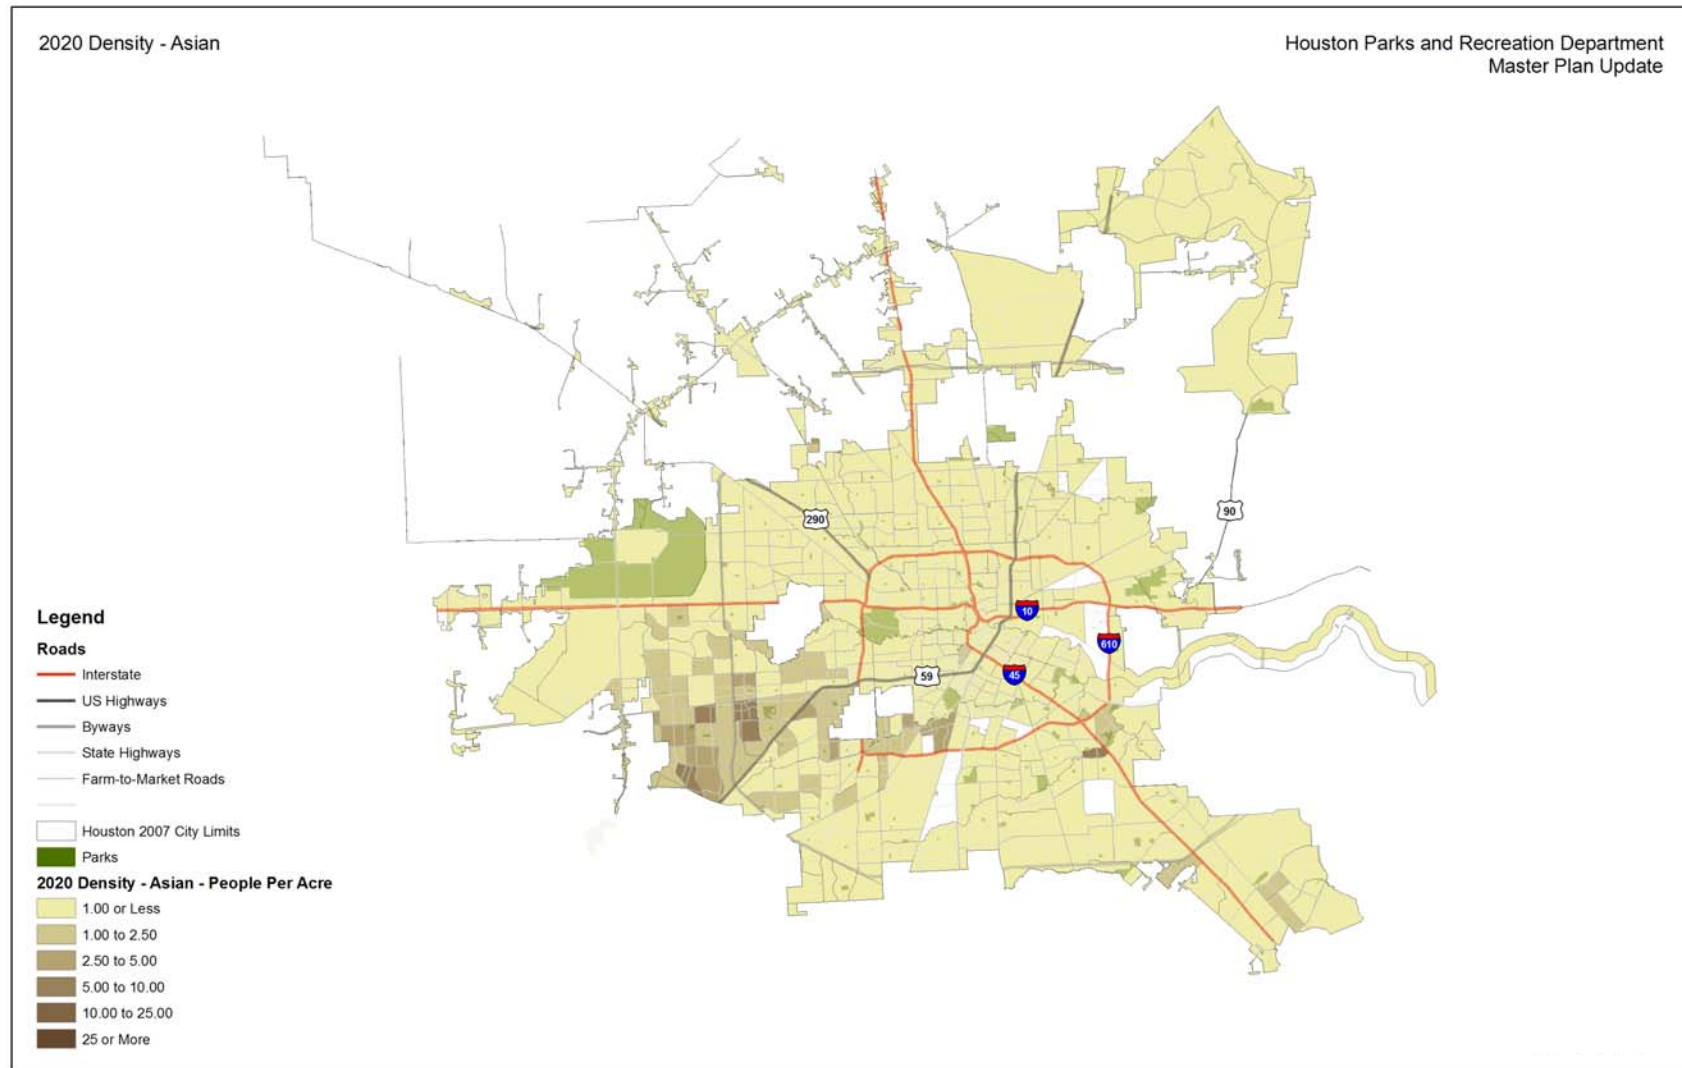 2020 Density - Asian
Houston Parks and Recreation Department
Master Plan Update
290
90
10
610
59
45
Legend
Roads
Interstate
US Highways
Byways
State Highways
Farm-to-Market Roads
Houston 2007 City Limits
Parks
2020 Density - Asian - People Per Acre
1.00 or Less
1.00 to 2.50
2.50 to 5.00
5.00 to 10.00
10.00 to 25.00
25 or More